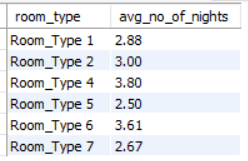 room_type avg_no_of_nights
Room_Type 1 2.88
Room_Type 2 3.00
Room_Type 4 3.80
Room_Type 5 2.50
Room_Type 6 3.61
Room_Type 7 2.67